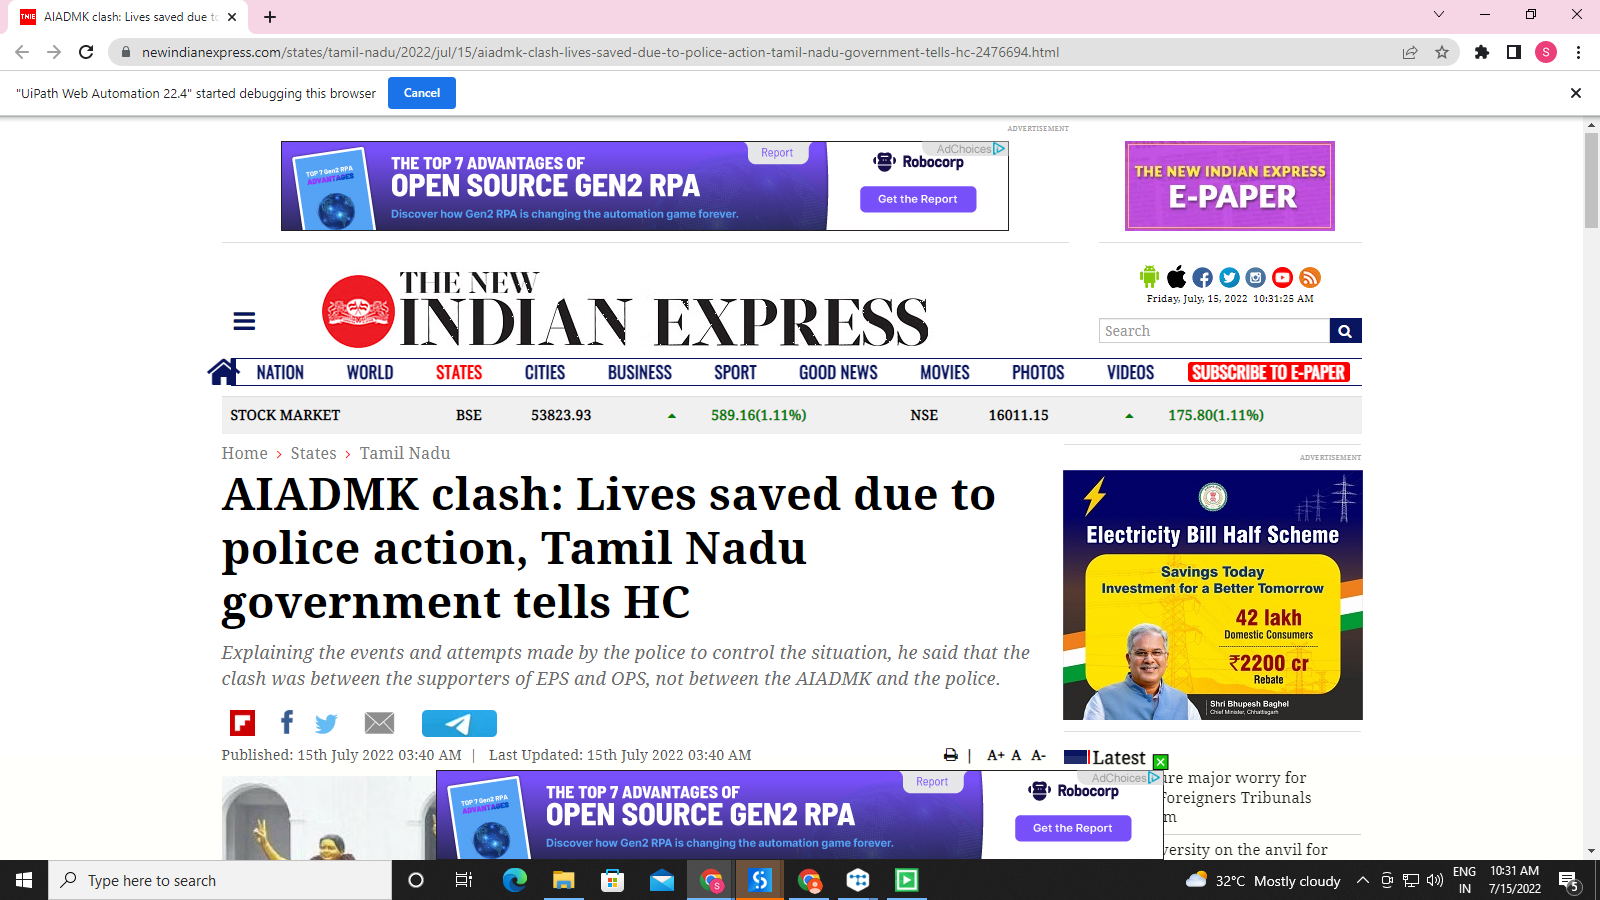 AIADMK clash: Lives saved due to
newindianexpress.com/states/tamil-nadu/2022/jul/15/aiadmk-clash-lives-saved-due-to-police-action-tamil-nadu-government-tells-hc-2476694.html
S
"UiPath Web Automation 22.4" started debugging this browser
Cancel
ADVERTISEMENT
TOP 7 Gen2 RPA
ADVANTAGES
THE TOP 7 ADVANTAGES OF
OPEN SOURCE GEN2 RPA
Discover how Gen2 RPA is changing the automation game forever.
Report
AdChoices
Robocorp
Get the Report
THE NEW INDIAN EXPRESS
E-PAPER
THE NEW
INDIAN EXPRESS
Friday, July, 15, 2022 10:31:25 AM
Search
NATION WORLD STATES CITIES BUSINESS SPORT GOOD NEWS MOVIES PHOTOS VIDEOS SUBSCRIBE TO E-PAPER
STOCK MARKET BSE 53823.93 589.16(1.11%) NSE 16011.15 175.80(1.11%)
Home › States › Tamil Nadu
AIADMK clash: Lives saved due to
police action, Tamil Nadu
government tells HC
Explaining the events and attempts made by the police to control the situation, he said that the
clash was between the supporters of EPS and OPS, not between the AIADMK and the police.
Published: 15th July 2022 03:40 AM | Last Updated: 15th July 2022 03:40 AM
| A+ A A-
ADVERTISEMENT
Electricity Bill Half Scheme
Savings Today
Investment for a Better Tomorrow
42 lakh
Domestic Consumers
₹2200 cr
Rebate
Shri Bhupesh Baghel
Chief Minister, Chhattisgarh
Latest
re major worry for
Foreigners Tribunals
m
versity on the anvil for
TOP 7 Gen2 RPA
ADVANTAGES
THE TOP 7 ADVANTAGES OF
OPEN SOURCE GEN2 RPA
Discover how Gen2 RPA is changing the automation game forever.
Report
AdChoices
Robocorp
Get the Report
Type here to search
32°C Mostly cloudy
ENG
IN
10:31 AM
7/15/2022
5